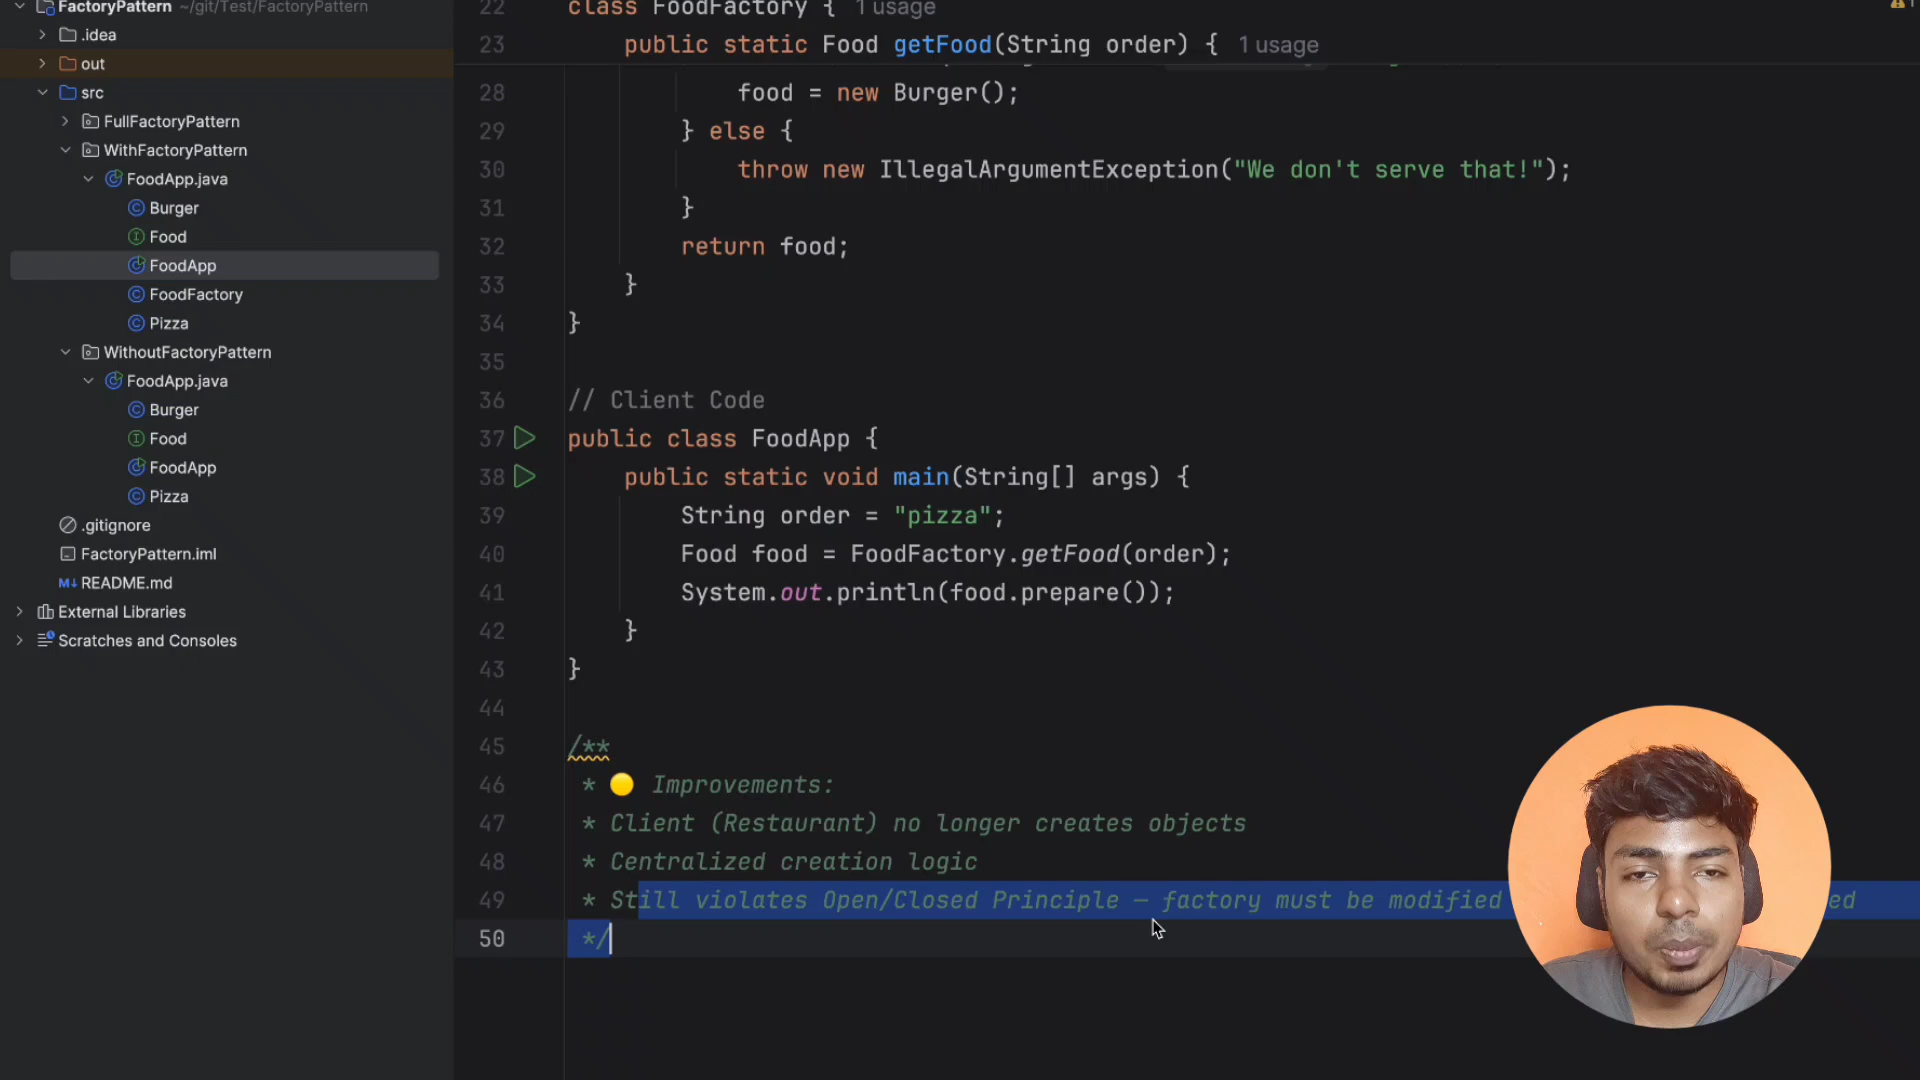 FactoryPattern ~/git/Test/FactoryPattern
.idea
out
src
FullFactoryPattern
WithFactoryPattern
FoodApp.java
Burger
Food
FoodApp
FoodFactory
Pizza
WithoutFactoryPattern
FoodApp.java
Burger
Food
FoodApp
Pizza
.gitignore
FactoryPattern.iml
M↓ README.md
External Libraries
Scratches and Consoles
22 class FoodFactory { 1 usage
23 public static Food getFood(String order) { 1 usage
28 food = new Burger();
29 } else {
30 throw new IllegalArgumentException("We don't serve that!");
31 }
32 return food;
33 }
34 }
35
36 // Client Code
37 public class FoodApp {
38 public static void main(String[] args) {
39 String order = "pizza";
40 Food food = FoodFactory.getFood(order);
41 System.out.println(food.prepare());
42 }
43 }
44
45 /**
46 * 🟡 Improvements:
47 * Client (Restaurant) no longer creates objects
48 * Centralized creation logic
49 * Still violates Open/Closed Principle — factory must be modified
50 */